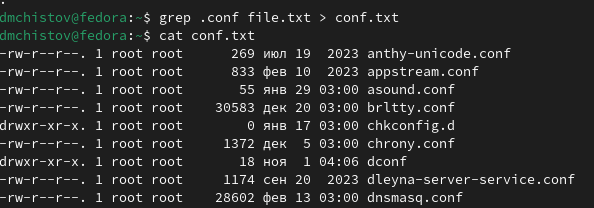 dmchistov@fedora:~$ grep .conf file.txt > conf.txt
dmchistov@fedora:~$ cat conf.txt
-rw-r--r--. 1 root root 269 июл 19 2023 anthy-unicode.conf
-rw-r--r--. 1 root root 833 фев 10 2023 appstream.conf
-rw-r--r--. 1 root root 55 янв 29 03:00 asound.conf
-rw-r--r--. 1 root root 30583 дек 20 03:00 brltty.conf
drwxr-xr-x. 1 root root 0 янв 17 03:00 chkconfig.d
-rw-r--r--. 1 root root 1372 дек 5 03:00 chrony.conf
drwxr-xr-x. 1 root root 18 ноя 1 04:06 dconf
-rw-r--r--. 1 root root 1174 сен 20 2023 dleyna-server-service.conf
-rw-r--r--. 1 root root 28602 фев 13 03:00 dnsmasq.conf